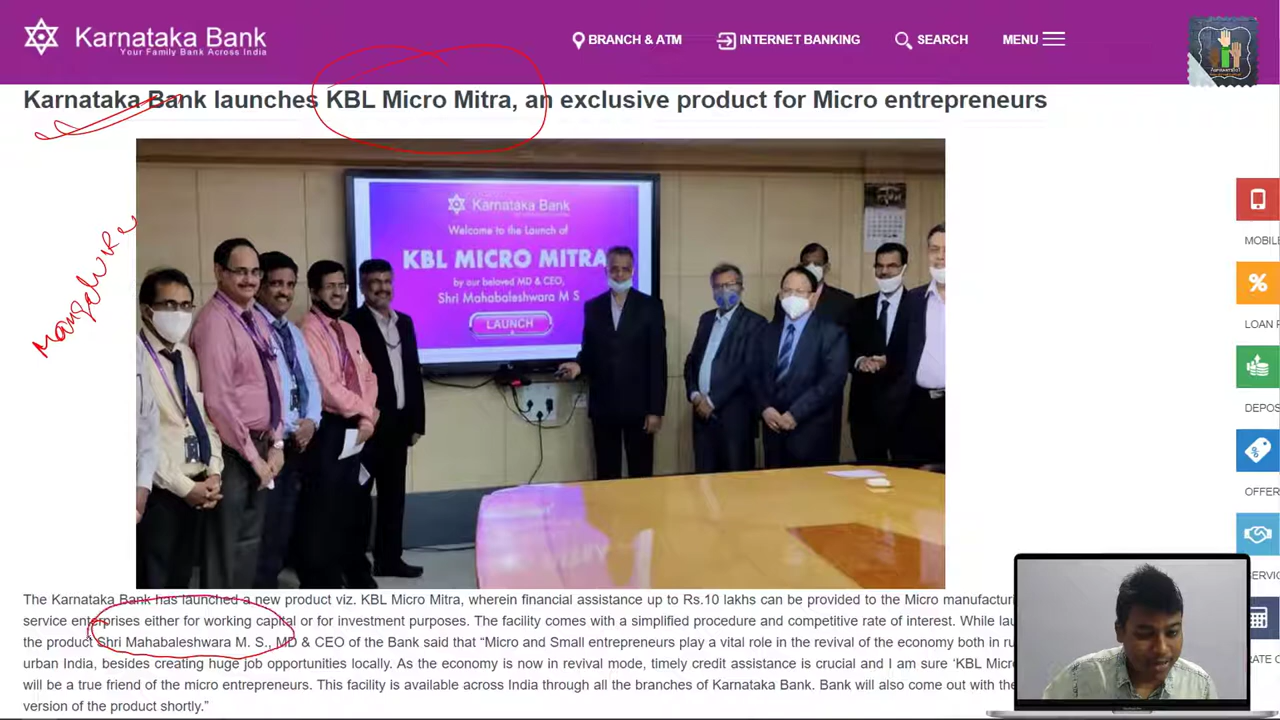 Karnataka Bank
Your Family Bank Across India
BRANCH & ATM
INTERNET BANKING
SEARCH
MENU
Karnataka Bank launches KBL Micro Mitra, an exclusive product for Micro entrepreneurs
Mangalure
Karnataka Bank
Welcome to the Launch of
KBL MICRO MITRA
by our beloved MD & CEO,
Shri Mahabaleshwara M S
LAUNCH
MOBIL
LOAN
DEPOS
OFFER
SERVIC
The Karnataka Bank has launched a new product viz. KBL Micro Mitra, wherein financial assistance up to Rs.10 lakhs can be provided to the Micro manufactur
service enterprises either for working capital or for investment purposes. The facility comes with a simplified procedure and competitive rate of interest. While lau
the product Shri Mahabaleshwara M. S., MD & CEO of the Bank said that “Micro and Small entrepreneurs play a vital role in the revival of the economy both in ru
urban India, besides creating huge job opportunities locally. As the economy is now in revival mode, timely credit assistance is crucial and I am sure ‘KBL Micr
will be a true friend of the micro entrepreneurs. This facility is available across India through all the branches of Karnataka Bank. Bank will also come out with the
version of the product shortly.”
RATE C